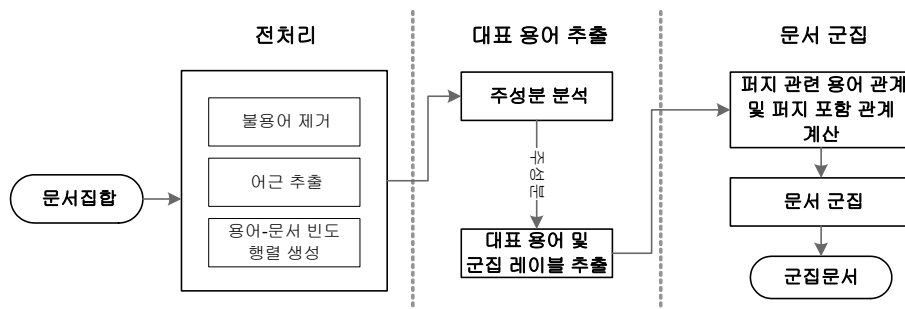 전처리
대표 용어 추출
문서 군집
문서집합
불용어 제거
어근 추출
용어-문서 빈도
행렬 생성
주성분 분석
주성분
대표 용어 및
군집 레이블 추출
퍼지 관련 용어 관계
및 퍼지 포함 관계
계산
문서 군집
군집문서